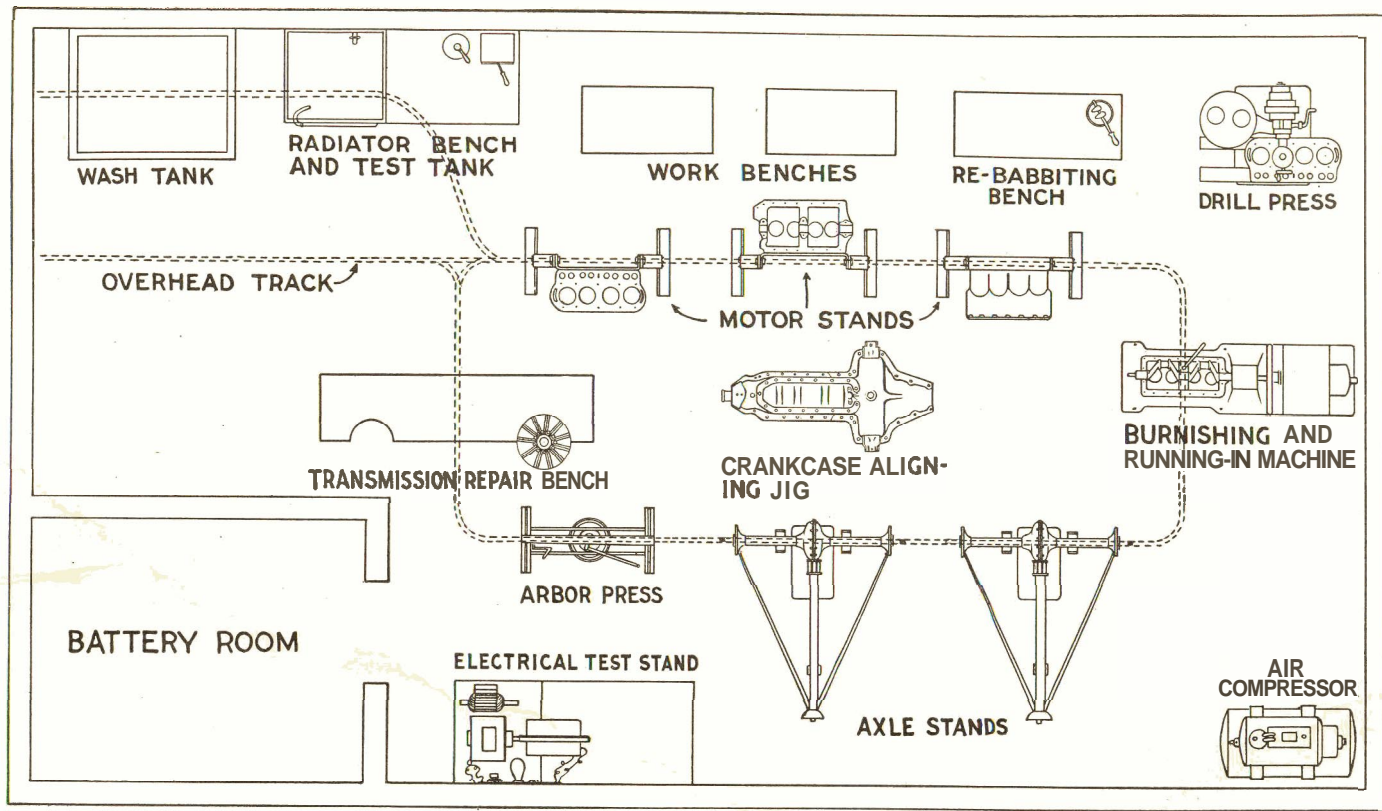 WASH TANK
RADIATOR BENCH
AND TEST TANK
WORK BENCHES
RE-BABBITING
BENCH
DRILL PRESS
OVERHEAD TRACK
MOTOR STANDS
TRANSMISSION REPAIR BENCH
CRANKCASE ALIGN-
ING JIG
BURNISHING AND
RUNNING-IN MACHINE
ARBOR PRESS
BATTERY ROOM
ELECTRICAL TEST STAND
AXLE STANDS
AIR
COMPRESSOR